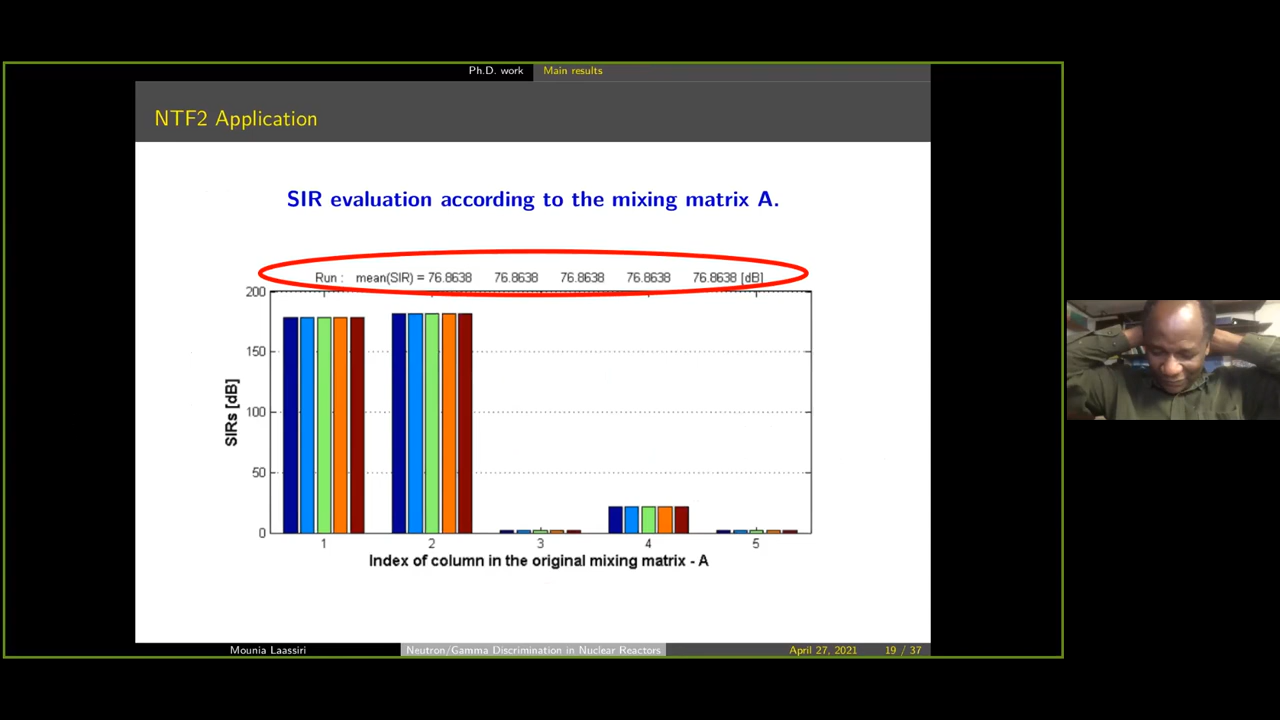 Ph.D. work Main results
NTF2 Application
SIR evaluation according to the mixing matrix A.
Run : mean(SIR) = 76.8638 76.8638 76.8638 76.8638 76.8638 [dB]
200
150
100
50
0
SIRs [dB]
1 2 3 4 5
Index of column in the original mixing matrix - A
Mounia Laassiri Neutron/Gamma Discrimination in Nuclear Reactors April 27, 2021 19 / 37